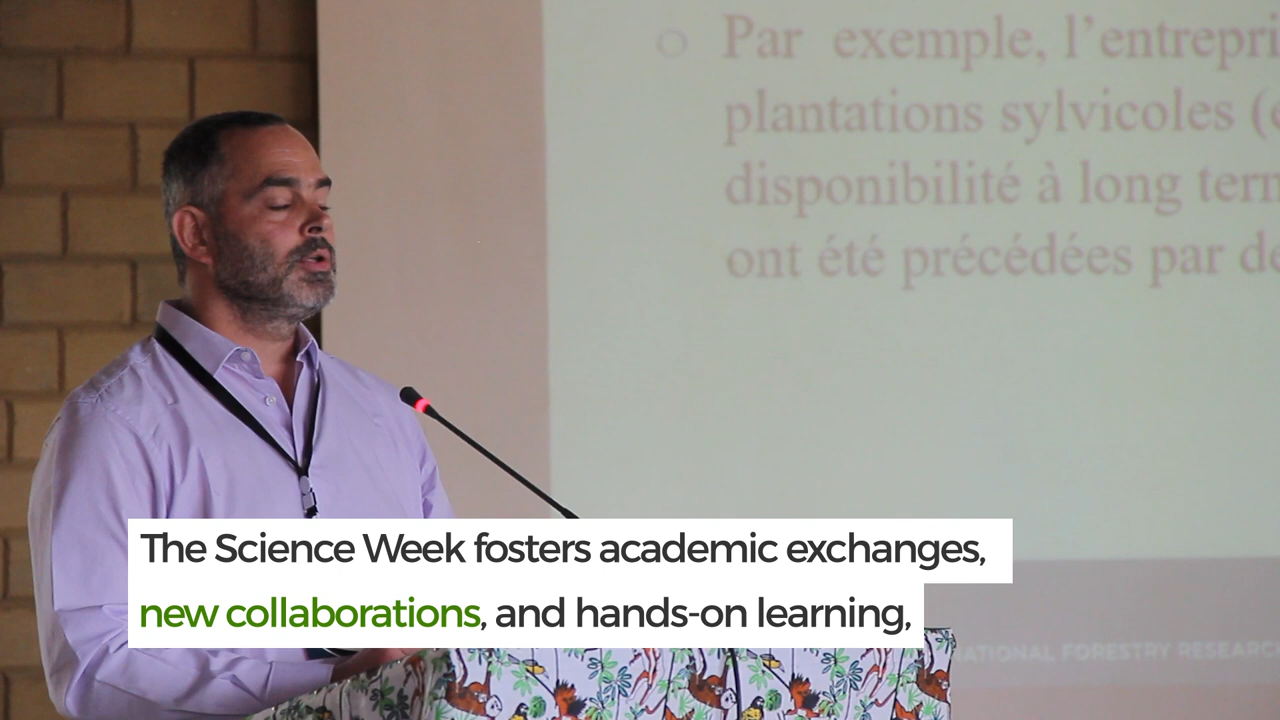 Par exemple, l’entrepri
plantations sylvicoles (
disponibilité à long term
ont été précédées par de
The Science Week fosters academic exchanges,
new collaborations, and hands-on learning,
NATIONAL FORESTRY RESEARCH